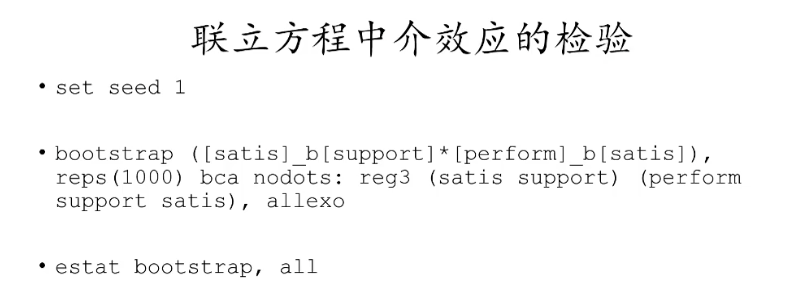 联立方程中介效应的检验
• set seed 1
• bootstrap ([satis]_b[support]*[perform]_b[satis]),
reps(1000) bca nodots: reg3 (satis support) (perform
support satis), allexo
• estat bootstrap, all